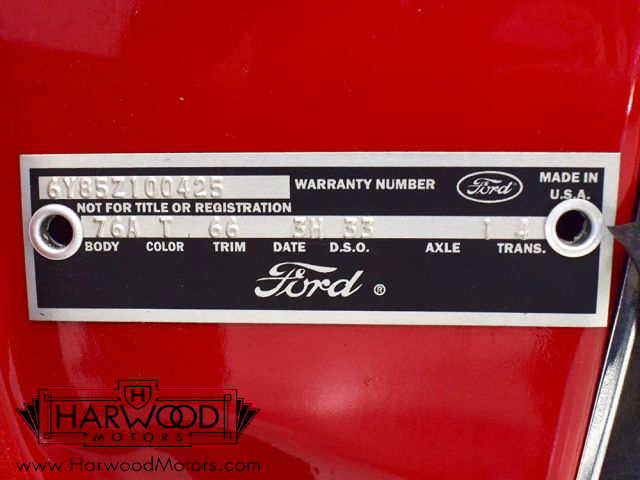 6Y85Z100425 WARRANTY NUMBER Ford MADE IN U.S.A.
NOT FOR TITLE OR REGISTRATION
76A T 66 3H 33 1 4
BODY COLOR TRIM DATE D.S.O. AXLE TRANS.
Ford ®
H
HARWOOD
MOTORS
www.HarwoodMotors.com